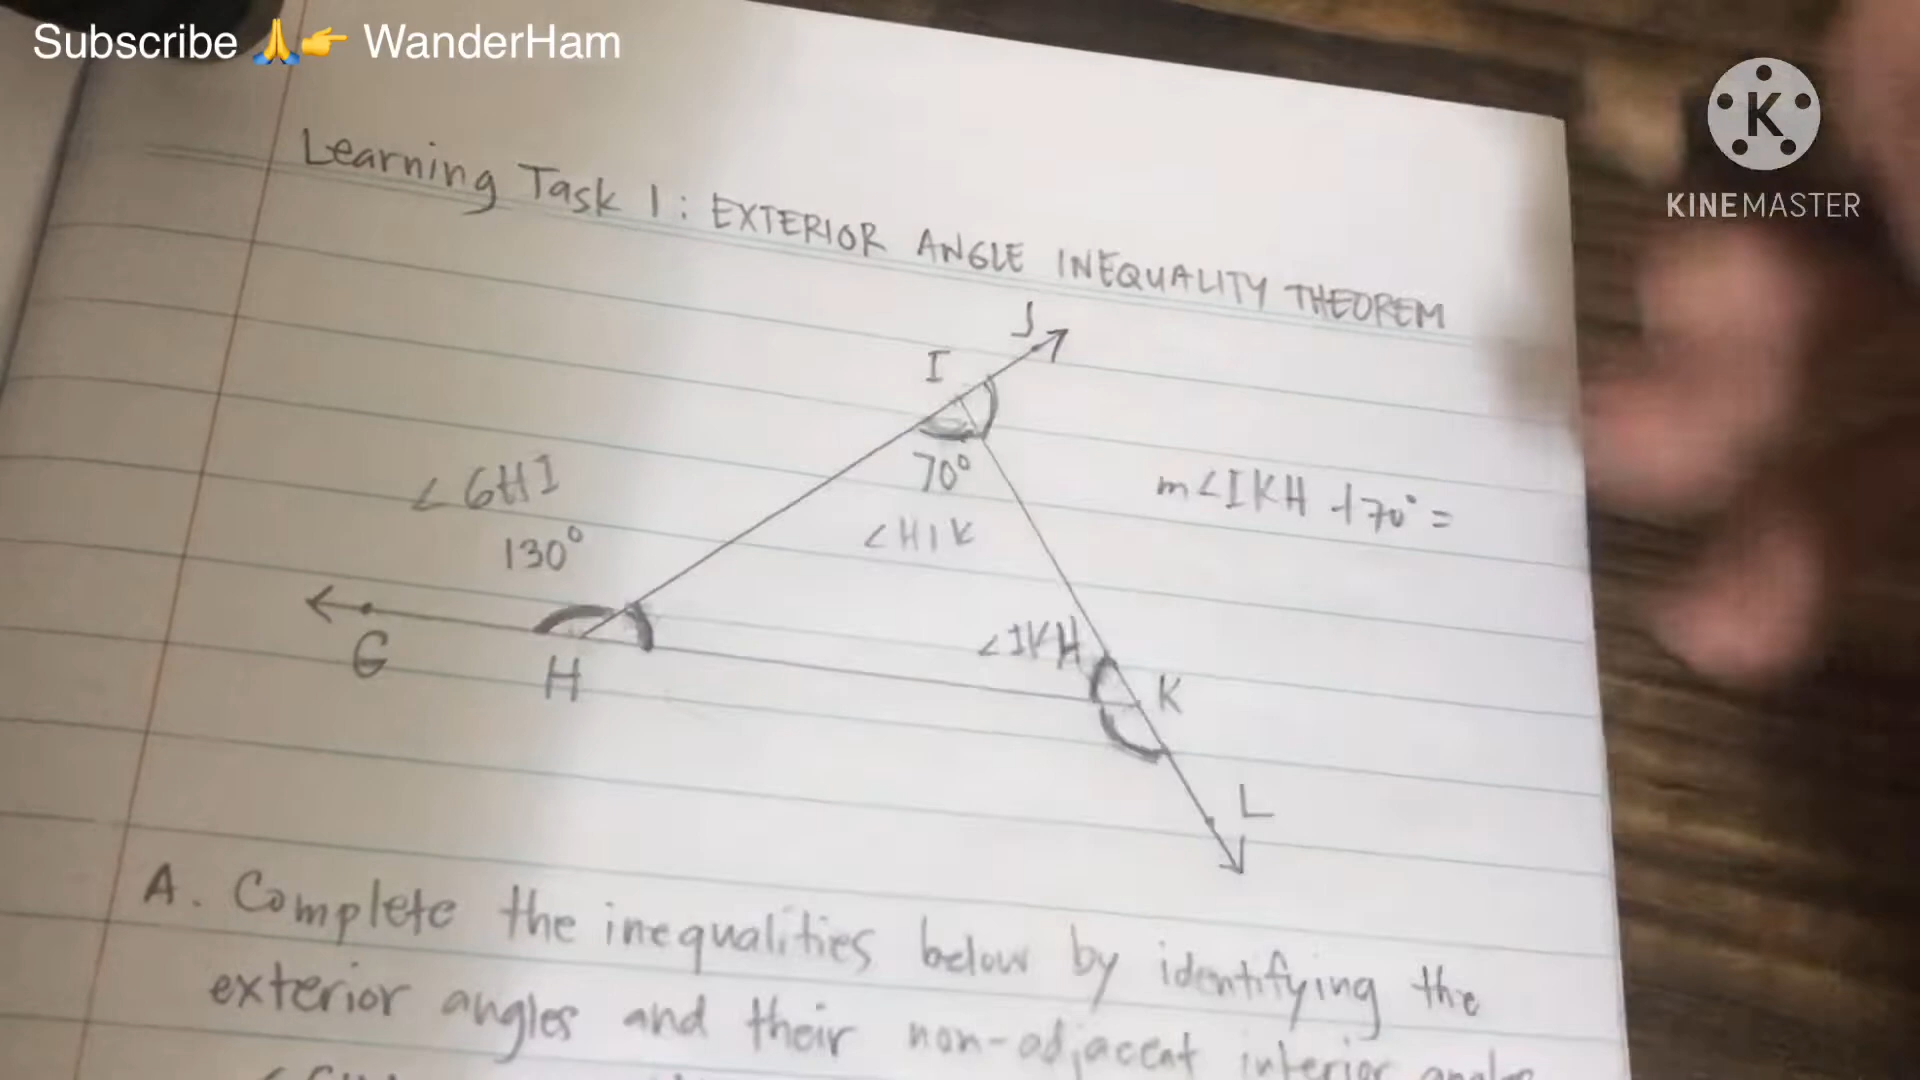 Subscribe 🙏👉 WanderHam
K
KINEMASTER
Learning Task 1: EXTERIOR ANGLE INEQUALITY THEOREM
J
I
70°
∠GHI
130°
∠HIK
m∠IKH +70° =
G
H
∠IKH
K
L
A. Complete the inequalities below by identifying the
exterior angles and their non-adjacent interior